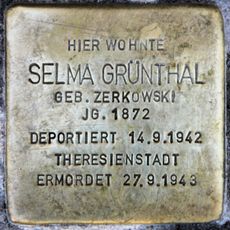 HIER WOHNTE
SELMA GRÜNTHAL
GEB. ZERKOWSKI
JG. 1872
DEPORTIERT 14.9.1942
THERESIENSTADT
ERMORDET 27.9.1943